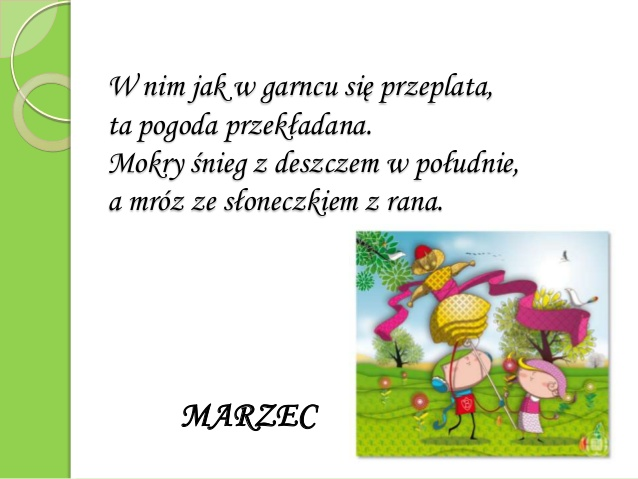 W nim jak w garncu się przeplata,
ta pogoda przekładana.
Mokry śnieg z deszczem w południe,
a mróz ze słoneczkiem z rana.
MARZEC